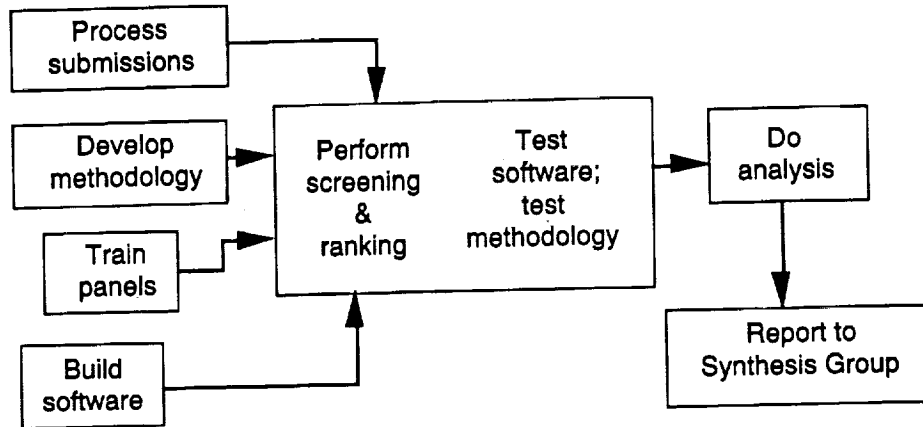 Process
submissions
Develop
methodology
Train
panels
Build
software
Perform
screening
&
ranking
Test
software;
test
methodology
Do
analysis
Report to
Synthesis Group